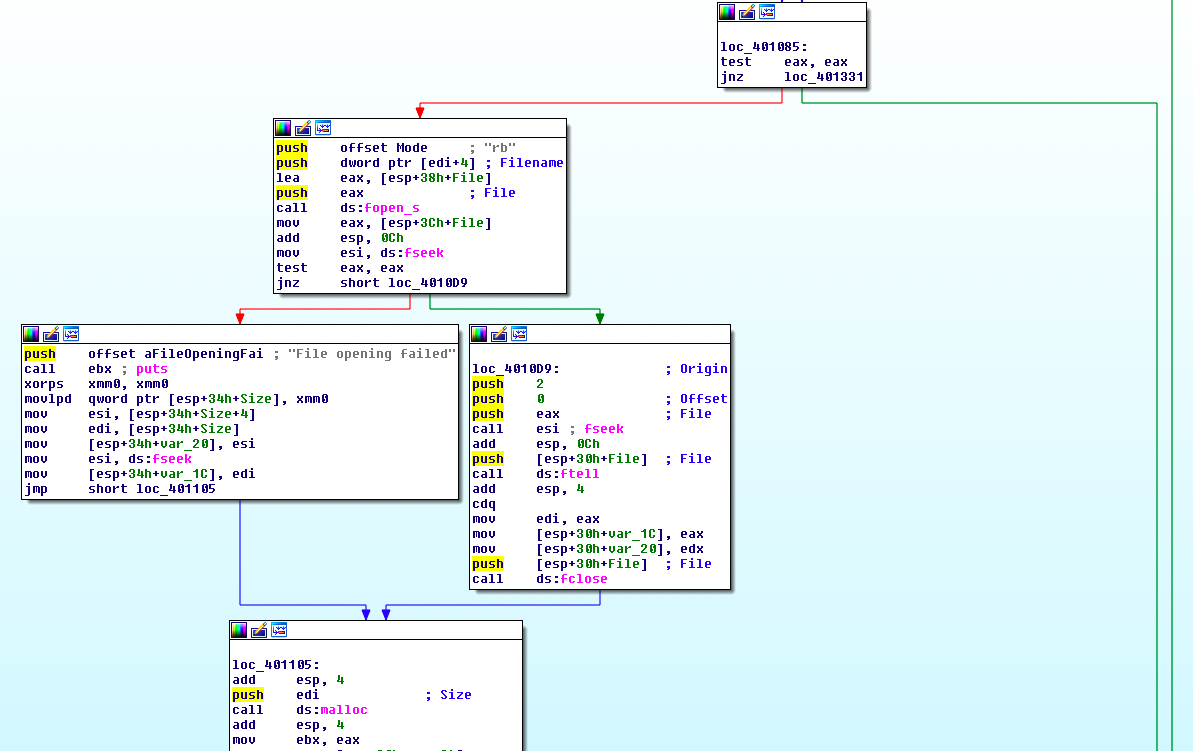 loc_401085:
test eax, eax
jnz loc_401331
push offset Mode ; "rb"
push dword ptr [edi+4] ; Filename
lea eax, [esp+38h+File]
push eax ; File
call ds:fopen_s
mov eax, [esp+3Ch+File]
add esp, 0Ch
mov esi, ds:fseek
test eax, eax
jnz short loc_4010D9
push offset aFileOpeningFai ; "File opening failed"
call ebx ; puts
xorps xmm0, xmm0
movlpd qword ptr [esp+34h+Size], xmm0
mov esi, [esp+34h+Size+4]
mov edi, [esp+34h+Size]
mov [esp+34h+var_20], esi
mov esi, ds:fseek
mov [esp+34h+var_1C], edi
jmp short loc_401105
loc_4010D9: ; Origin
push 2
push 0 ; Offset
push eax ; File
call esi ; fseek
add esp, 0Ch
push [esp+30h+File] ; File
call ds:ftell
add esp, 4
cdq
mov edi, eax
mov [esp+30h+var_1C], eax
mov [esp+30h+var_20], edx
push [esp+30h+File] ; File
call ds:fclose
loc_401105:
add esp, 4
push edi ; Size
call ds:malloc
add esp, 4
mov ebx, eax